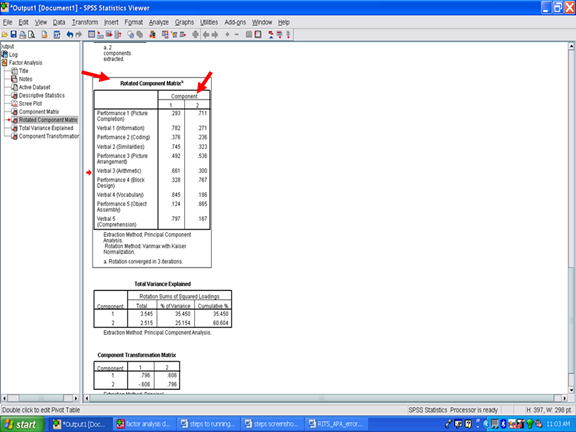 *Output1 [Document1] - SPSS Statistics Viewer
File Edit View Data Transform Insert Format Analyze Graphs Utilities Add-ons Window Help
utput
Log
Factor Analysis
Title
Notes
Active Dataset
Descriptive Statistics
Scree Plot
Component Matrix
Rotated Component Matrix
Total Variance Explained
Component Transformation
a. 2
components
extracted.
Rotated Component Matrixᵃ
Component
1 2
Performance 1 (Picture
Completion) .293 .711
Verbal 1 (Information) .782 .271
Performance 2 (Coding) .376 .236
Verbal 2 (Similarities) .745 .323
Performance 3 (Picture
Arrangement) .492 .536
Verbal 3 (Arithmetic) .661 .300
Performance 4 (Block
Design) .328 .767
Verbal 4 (Vocabulary) .845 .186
Performance 5 (Object
Assembly) .124 .865
Verbal 5
(Comprehension) .797 .167
Extraction Method: Principal Component
Analysis.
Rotation Method: Varimax with Kaiser
Normalization.
a. Rotation converged in 3 iterations.
Total Variance Explained
Rotation Sums of Squared Loadings
Component Total % of Variance Cumulative %
1 3.545 35.450 35.450
2 2.515 25.154 60.604
Extraction Method: Principal Component Analysis.
Component Transformation Matrix
Component 1 2
1 .796 .606
2 -.606 .796
Double click to edit Pivot Table
SPSS Statistics Processor is ready
H: 397, W: 298 pt.
start
*Output1 [Doc...
factor analysis d...
steps to running...
steps screensho...
RITS_APA_error...
11:03 AM